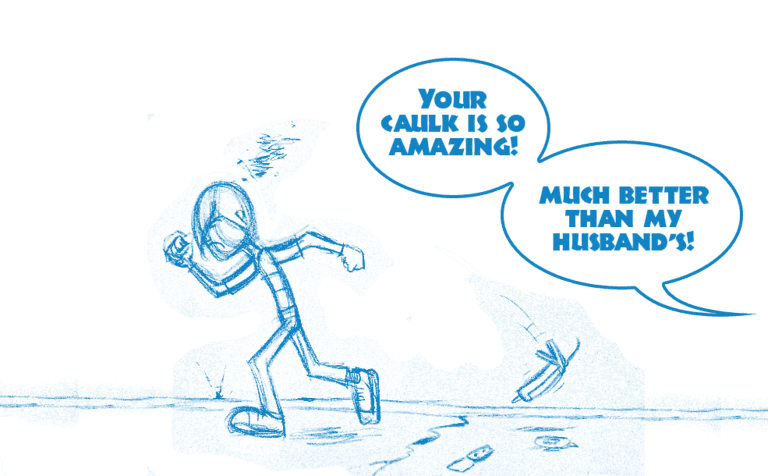 Your
caulk is so
amazing!
much better
than my
husband's!